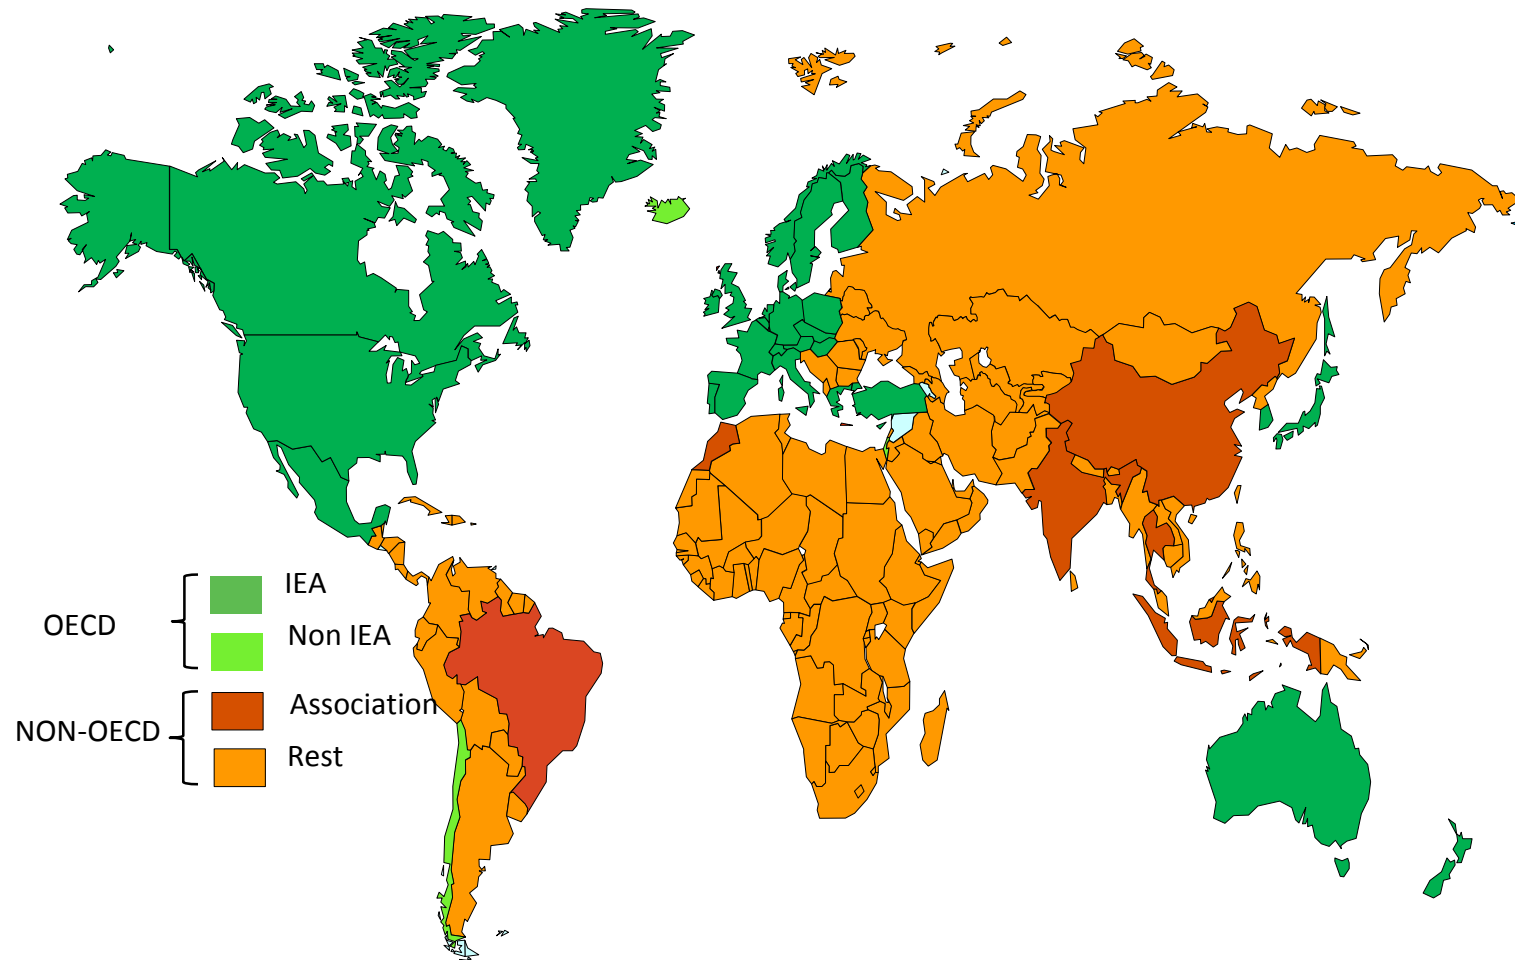 OECD
IEA
Non IEA
NON-OECD
Association
Rest